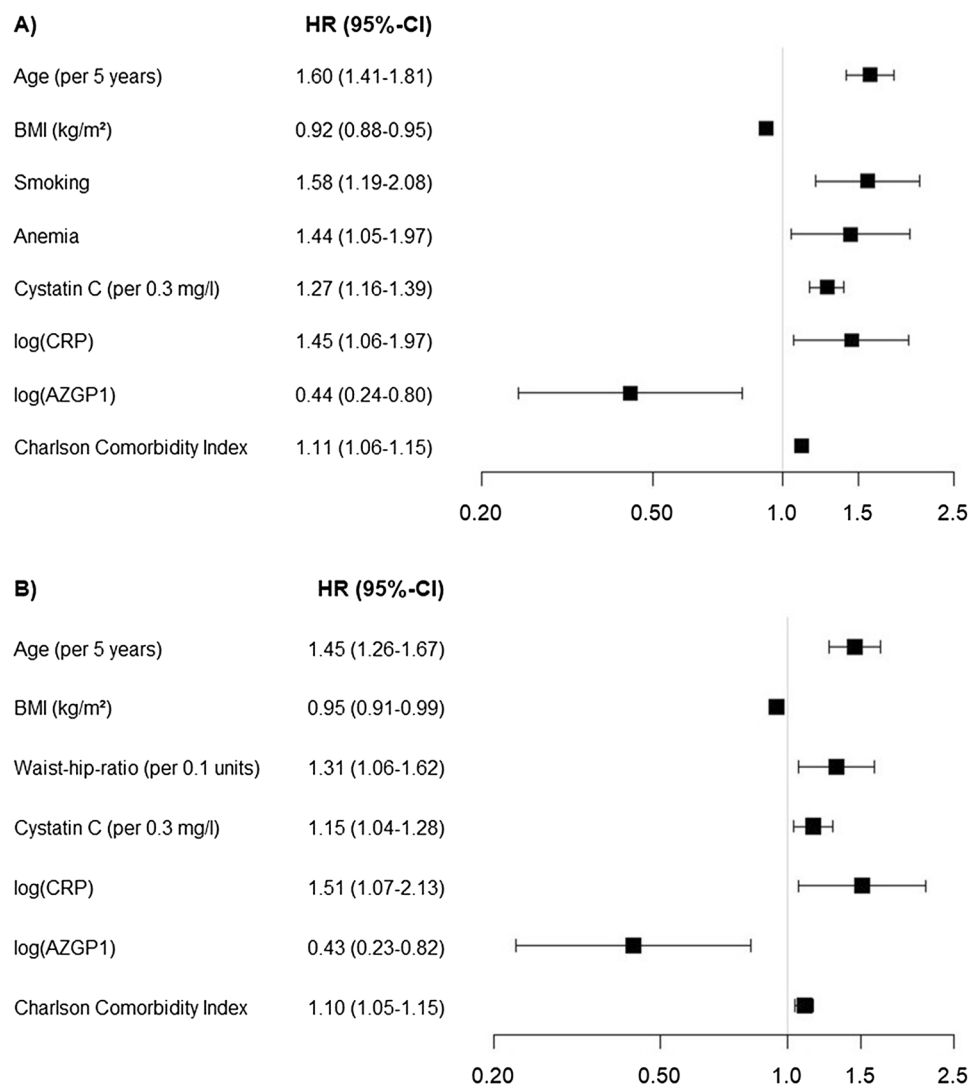 A) HR (95%-CI)
Age (per 5 years) 1.60 (1.41-1.81)
BMI (kg/m²) 0.92 (0.88-0.95)
Smoking 1.58 (1.19-2.08)
Anemia 1.44 (1.05-1.97)
Cystatin C (per 0.3 mg/l) 1.27 (1.16-1.39)
log(CRP) 1.45 (1.06-1.97)
log(AZGP1) 0.44 (0.24-0.80)
Charlson Comorbidity Index 1.11 (1.06-1.15)
0.20 0.50 1.0 1.5 2.5
B) HR (95%-CI)
Age (per 5 years) 1.45 (1.26-1.67)
BMI (kg/m²) 0.95 (0.91-0.99)
Waist-hip-ratio (per 0.1 units) 1.31 (1.06-1.62)
Cystatin C (per 0.3 mg/l) 1.15 (1.04-1.28)
log(CRP) 1.51 (1.07-2.13)
log(AZGP1) 0.43 (0.23-0.82)
Charlson Comorbidity Index 1.10 (1.05-1.15)
0.20 0.50 1.0 1.5 2.5